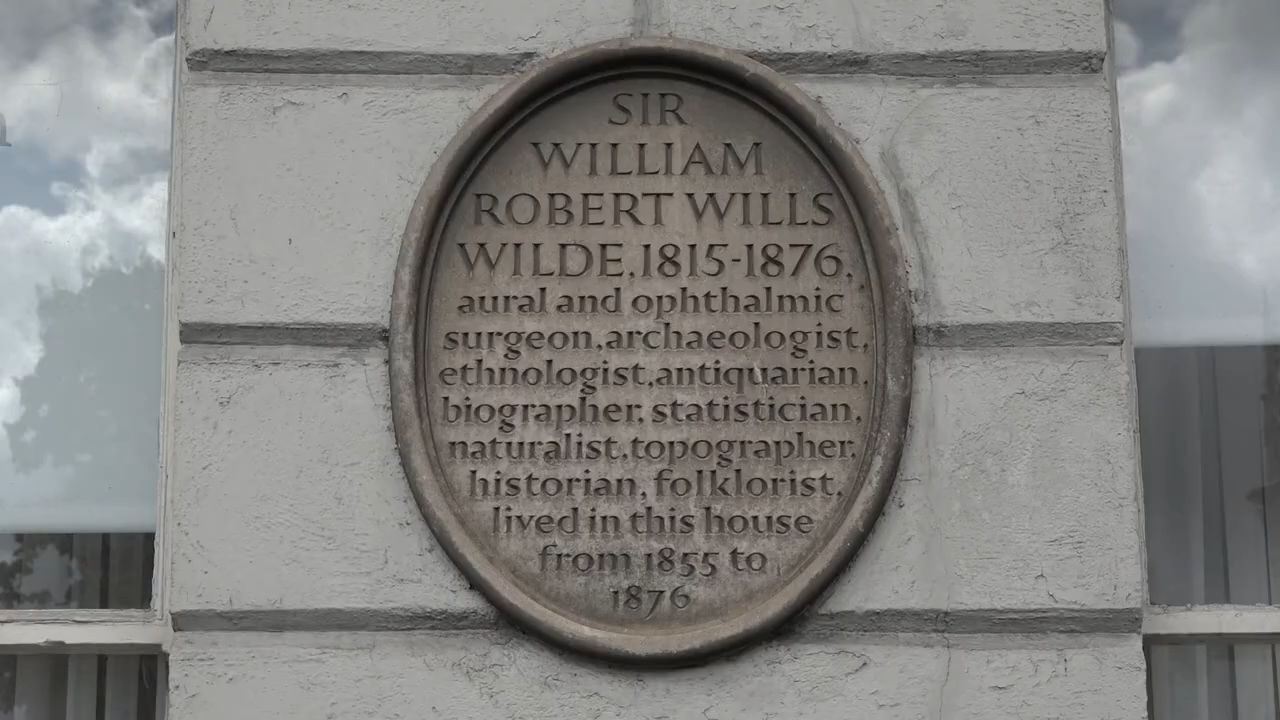 SIR
WILLIAM
ROBERT WILLS
WILDE, 1815-1876,
aural and ophthalmic
surgeon, archaeologist,
ethnologist, antiquarian,
biographer, statistician,
naturalist, topographer,
historian, folklorist,
lived in this house
from 1855 to
1876